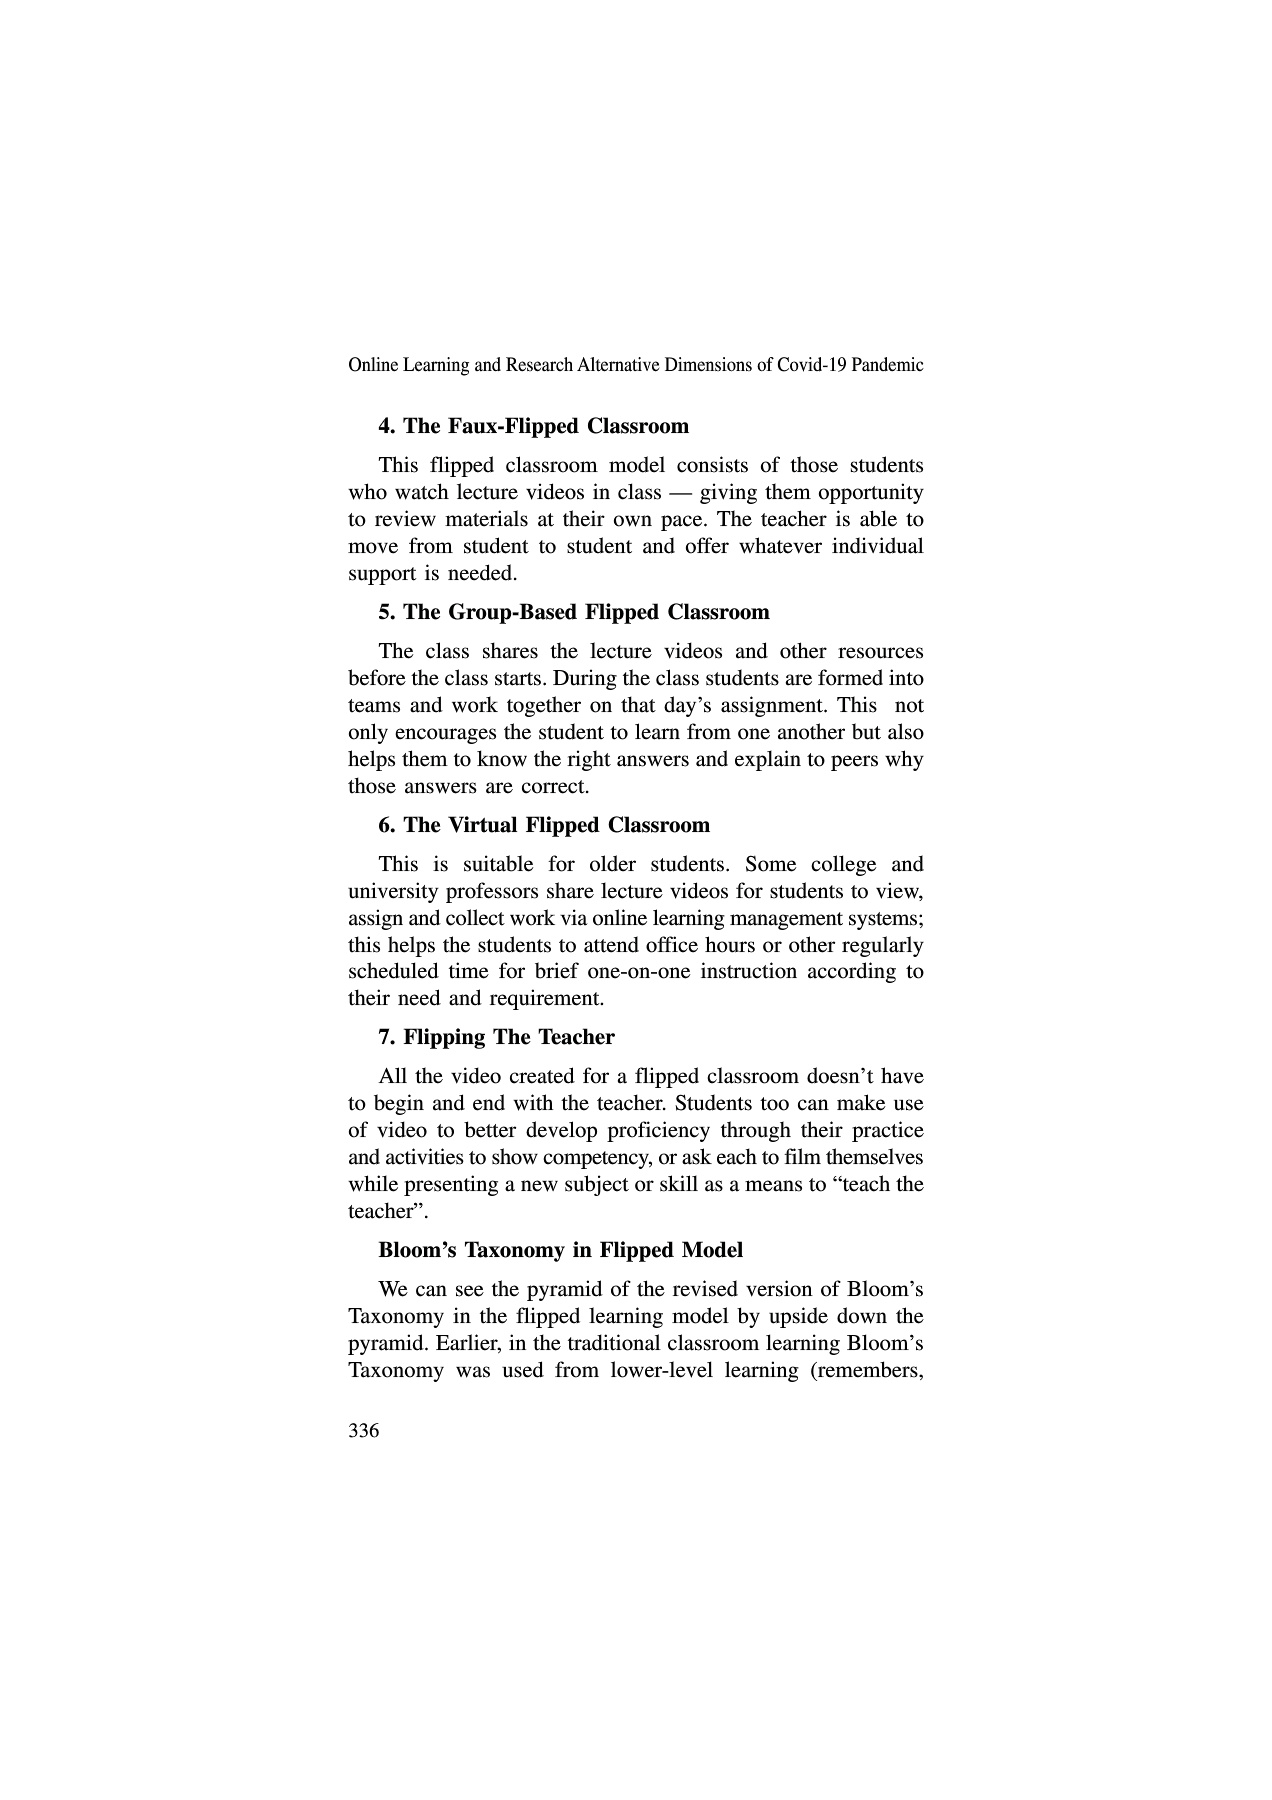 Online Learning and Research Alternative Dimensions of Covid-19 Pandemic
4. The Faux-Flipped Classroom
This flipped classroom model consists of those students
who watch lecture videos in class — giving them opportunity
to review materials at their own pace. The teacher is able to
move from student to student and offer whatever individual
support is needed.
5. The Group-Based Flipped Classroom
The class shares the lecture videos and other resources
before the class starts. During the class students are formed into
teams and work together on that day’s assignment. This not
only encourages the student to learn from one another but also
helps them to know the right answers and explain to peers why
those answers are correct.
6. The Virtual Flipped Classroom
This is suitable for older students. Some college and
university professors share lecture videos for students to view,
assign and collect work via online learning management systems;
this helps the students to attend office hours or other regularly
scheduled time for brief one-on-one instruction according to
their need and requirement.
7. Flipping The Teacher
All the video created for a flipped classroom doesn’t have
to begin and end with the teacher. Students too can make use
of video to better develop proficiency through their practice
and activities to show competency, or ask each to film themselves
while presenting a new subject or skill as a means to “teach the
teacher”.
Bloom’s Taxonomy in Flipped Model
We can see the pyramid of the revised version of Bloom’s
Taxonomy in the flipped learning model by upside down the
pyramid. Earlier, in the traditional classroom learning Bloom’s
Taxonomy was used from lower-level learning (remembers,
336